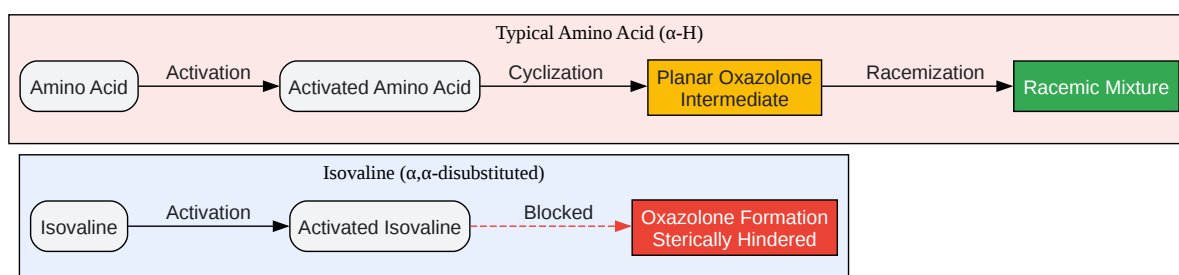 Typical Amino Acid (α-H)
Amino Acid
Activation
Activated Amino Acid
Cyclization
Planar Oxazolone
Intermediate
Racemization
Racemic Mixture
Isovaline (α,α-disubstituted)
Isovaline
Activation
Activated Isovaline
Blocked
Oxazolone Formation
Sterically Hindered